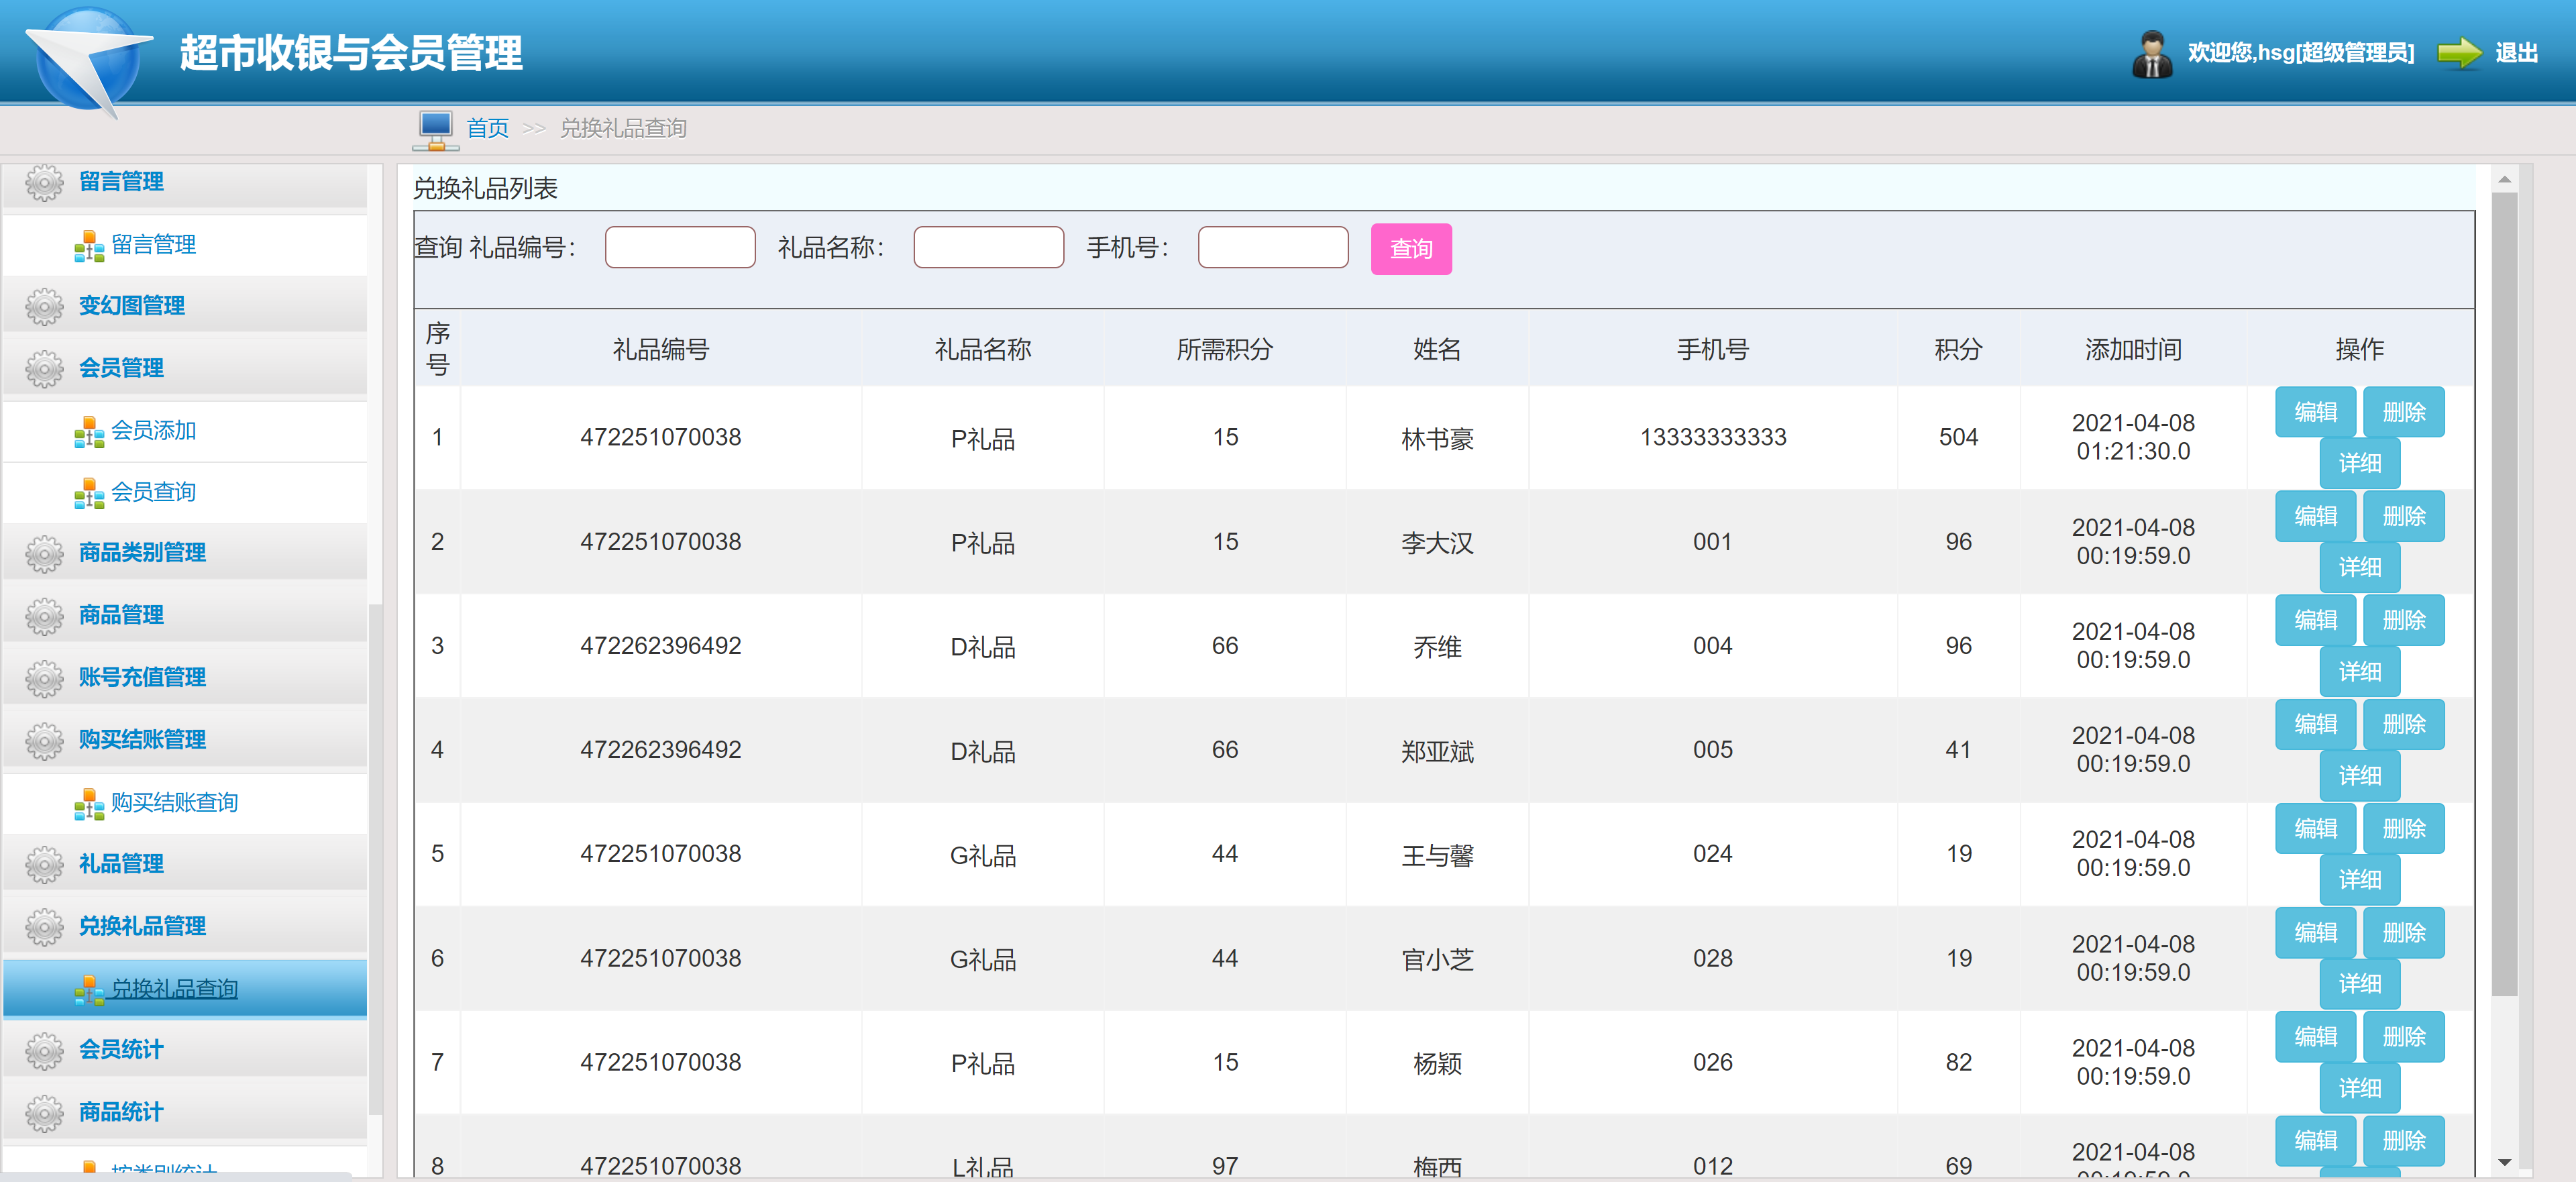 超市收银与会员管理
欢迎您,hsg[超级管理员]
退出
首页 >> 兑换礼品查询
留言管理
留言管理
变幻图管理
会员管理
会员添加
会员查询
商品类别管理
商品管理
账号充值管理
购买结账管理
购买结账查询
礼品管理
兑换礼品管理
兑换礼品查询
会员统计
商品统计
按类别统计
兑换礼品列表
查询 礼品编号： 礼品名称： 手机号： 查询
序号 礼品编号 礼品名称 所需积分 姓名 手机号 积分 添加时间 操作
1 472251070038 P礼品 15 林书豪 13333333333 504 2021-04-08 01:21:30.0 编辑 删除 详细
2 472251070038 P礼品 15 李大汉 001 96 2021-04-08 00:19:59.0 编辑 删除 详细
3 472262396492 D礼品 66 乔维 004 96 2021-04-08 00:19:59.0 编辑 删除 详细
4 472262396492 D礼品 66 郑亚斌 005 41 2021-04-08 00:19:59.0 编辑 删除 详细
5 472251070038 G礼品 44 王与馨 024 19 2021-04-08 00:19:59.0 编辑 删除 详细
6 472251070038 G礼品 44 官小芝 028 19 2021-04-08 00:19:59.0 编辑 删除 详细
7 472251070038 P礼品 15 杨颖 026 82 2021-04-08 00:19:59.0 编辑 删除 详细
8 472251070038 L礼品 97 梅西 012 69 2021-04-08 编辑 删除